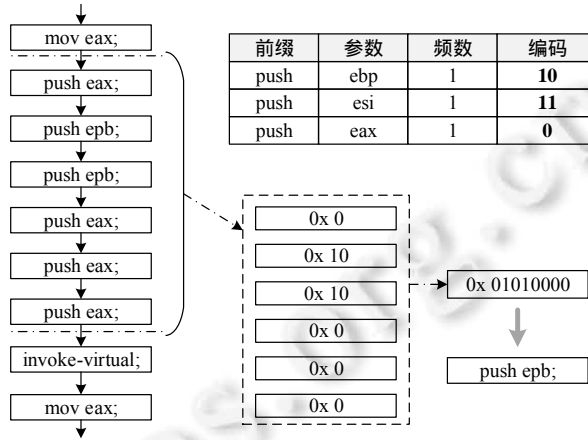 mov eax;
push eax;
push epb;
push epb;
push eax;
push eax;
push eax;
invoke-virtual;
mov eax;
前缀 参数 频数 编码
push ebp 1 10
push esi 1 11
push eax 1 0
0x 0
0x 10
0x 10
0x 0
0x 0
0x 0
0x 01010000
push epb;